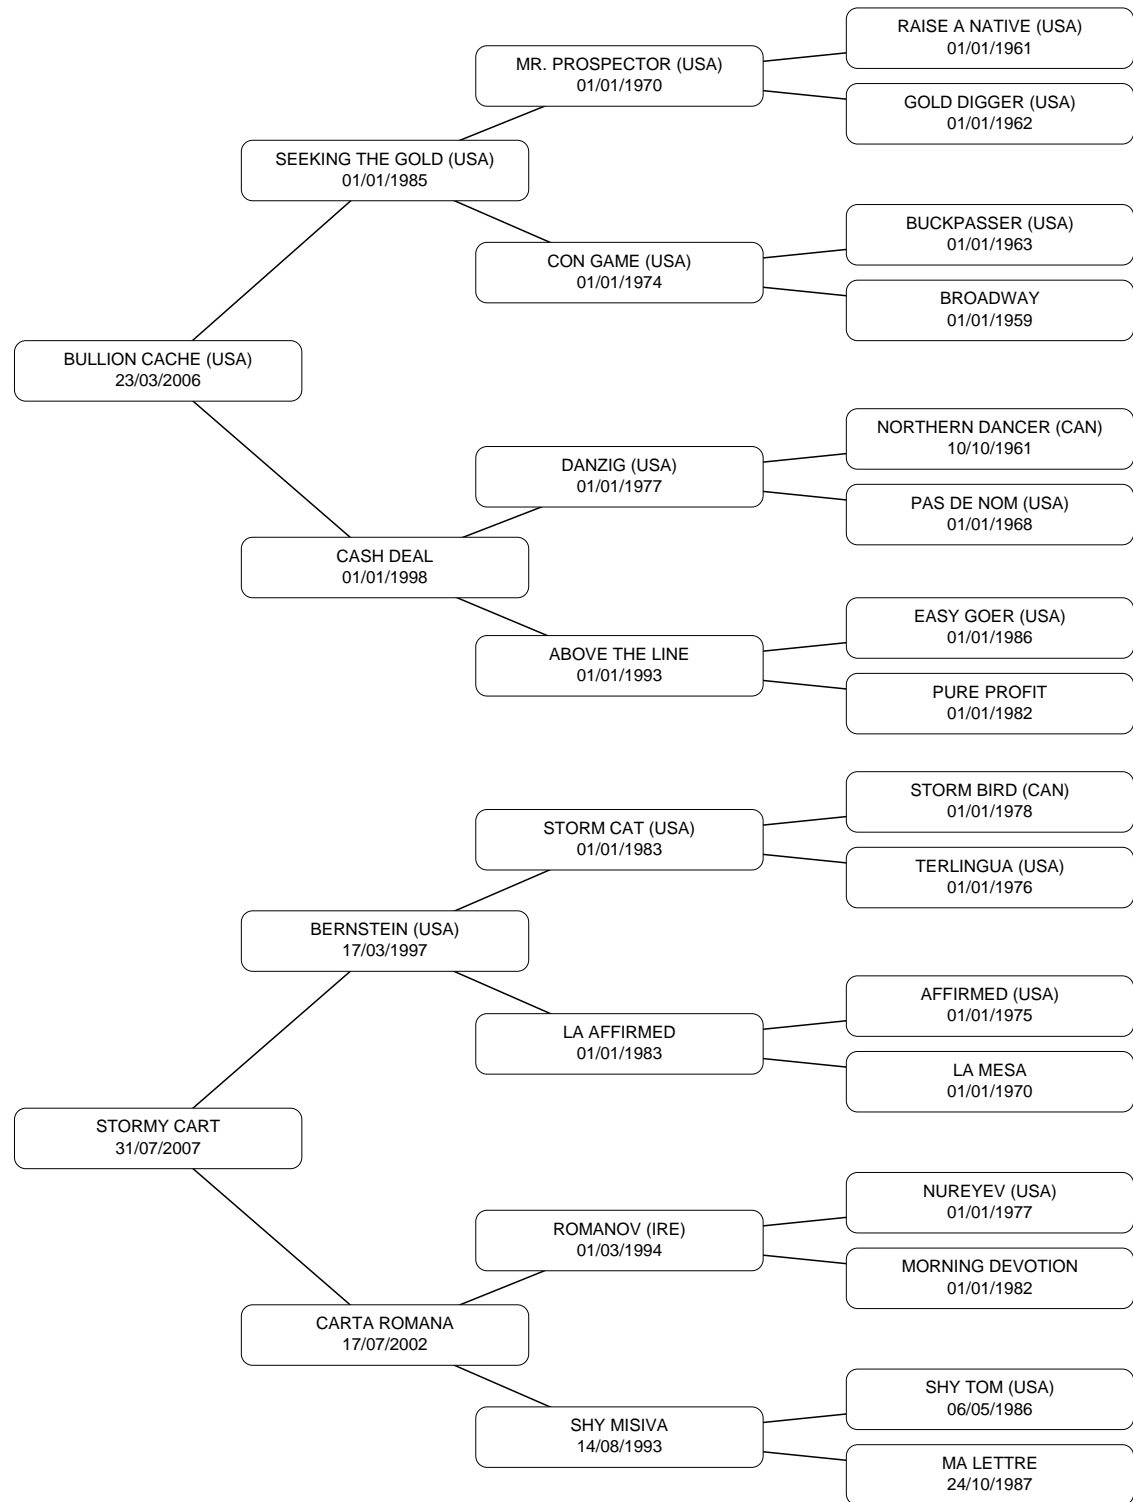 RAISE A NATIVE (USA)
01/01/1961
MR. PROSPECTOR (USA)
01/01/1970
GOLD DIGGER (USA)
01/01/1962
SEEKING THE GOLD (USA)
01/01/1985
BUCKPASSER (USA)
01/01/1963
CON GAME (USA)
01/01/1974
BROADWAY
01/01/1959
BULLION CACHE (USA)
23/03/2006
NORTHERN DANCER (CAN)
10/10/1961
DANZIG (USA)
01/01/1977
PAS DE NOM (USA)
01/01/1968
CASH DEAL
01/01/1998
EASY GOER (USA)
01/01/1986
ABOVE THE LINE
01/01/1993
PURE PROFIT
01/01/1982
STORM BIRD (CAN)
01/01/1978
STORM CAT (USA)
01/01/1983
TERLINGUA (USA)
01/01/1976
BERNSTEIN (USA)
17/03/1997
AFFIRMED (USA)
01/01/1975
LA AFFIRMED
01/01/1983
LA MESA
01/01/1970
STORMY CART
31/07/2007
NUREYEV (USA)
01/01/1977
ROMANOV (IRE)
01/03/1994
MORNING DEVOTION
01/01/1982
CARTA ROMANA
17/07/2002
SHY TOM (USA)
06/05/1986
SHY MISIVA
14/08/1993
MA LETTRE
24/10/1987